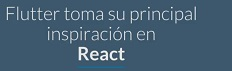 Flutter toma su principal
inspiración en
React